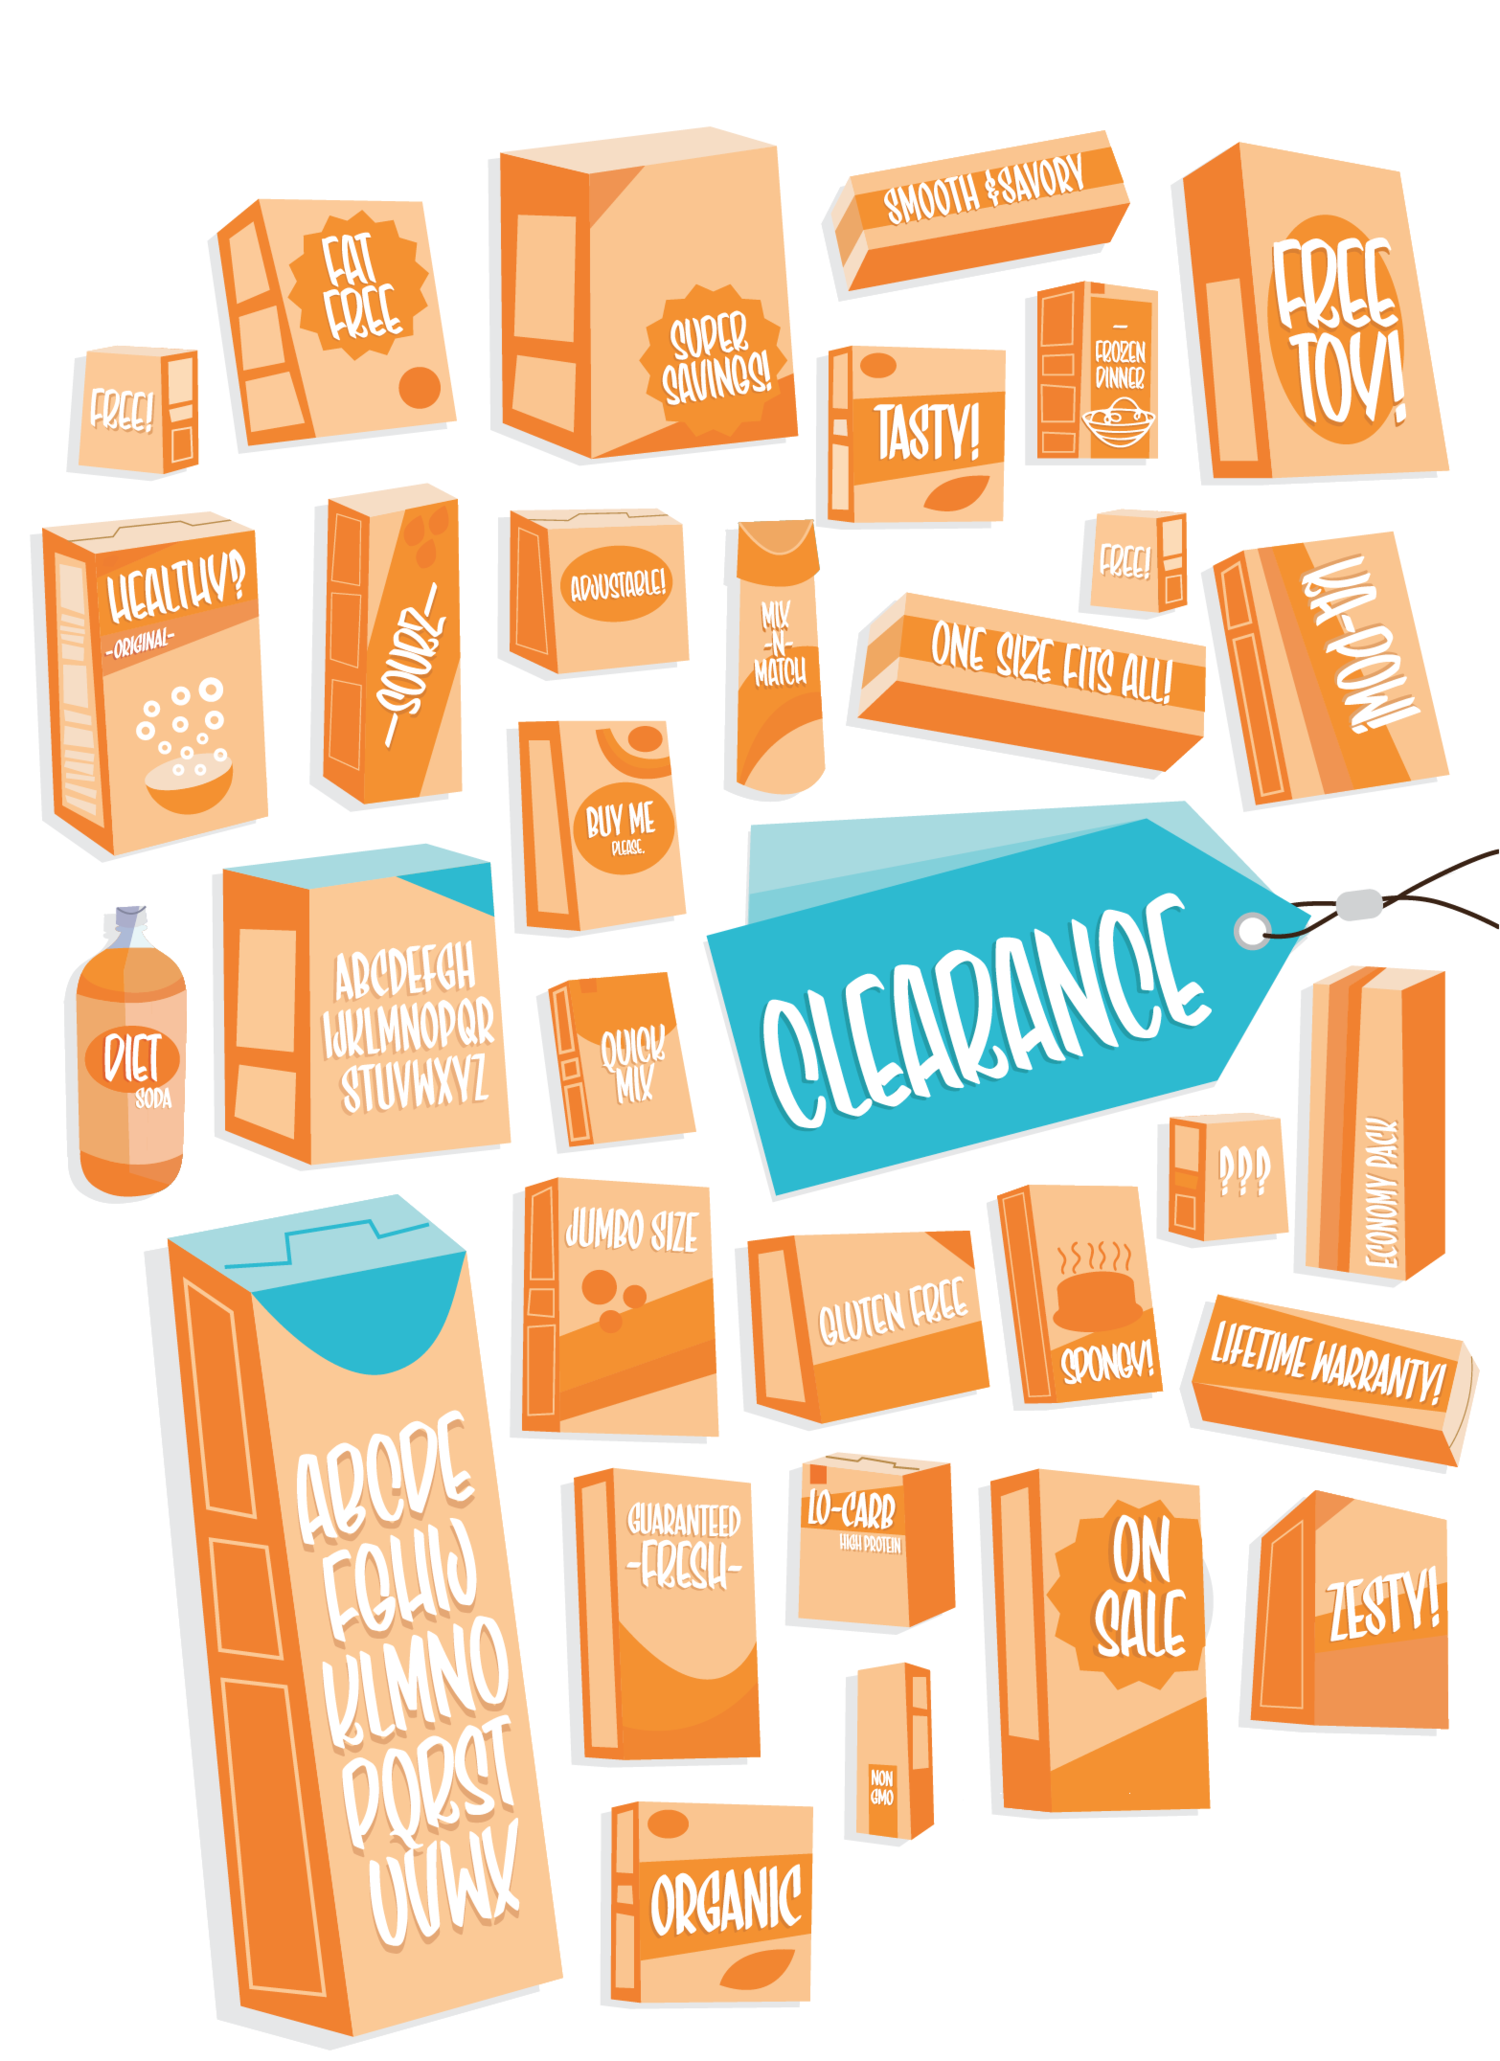 SMOOTH & SAVORY
FAT
FREE
SUPER
SAVINGS!
FREE
TOY!
FROZEN
DINNER
FREE!
TASTY!
HEALTHY?
-ORIGINAL-
-SOURZ-
ADJUSTABLE!
MIX
-N-
MATCH
FREE!
ONE SIZE FITS ALL!
KA-POW!
BUY ME
PLEASE.
CLEARANCE
DIET
SODA
ABCDEFGH
IJKLMNOPQR
STUVWXYZ
QUICK
MIX
???
ECONOMY PACK
JUMBO SIZE
GLUTEN FREE
SPONGY!
LIFETIME WARRANTY!
ABCDE
FGHIJ
KLMNO
PQRST
UVWX
GUARANTEED
-FRESH-
LO-CARB
HIGH PROTEIN
ON
SALE
ZESTY!
NON
GMO
ORGANIC